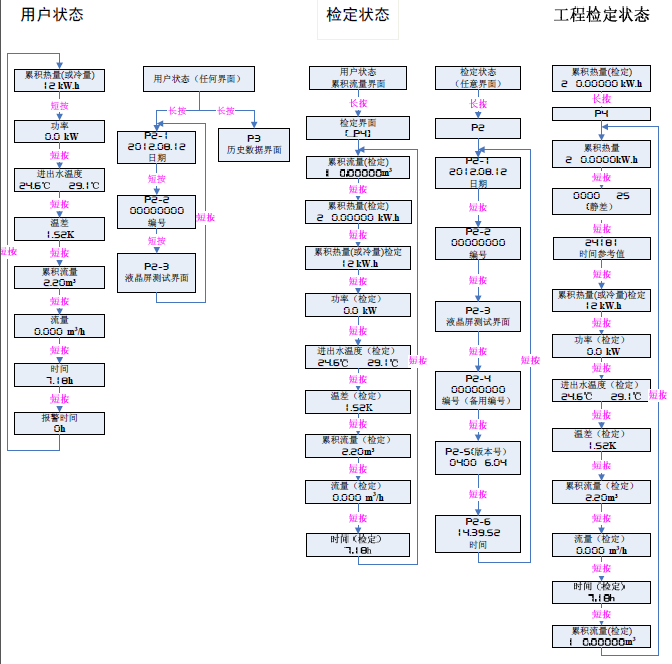 用户状态
累积热量(或冷量)
12 kW.h
短按
功率
0.0 kW
短按
进出水温度
24.6℃ 29.1℃
短按
温差
1.52K
短按
短按
累积流量
2.20m³
短按
流量
0.000 m³/h
短按
时间
7.18h
短按
报警时间
0h
用户状态（任何界面）
长按
长按
P2-1
2012.08.12
日期
短按
P2-2
00000000
编号
短按
短按
P2-3
液晶屏测试界面
P3
历史数据界面
检定状态
用户状态
累积流量界面
长按
检定界面
[_P4]
累积流量(检定)
1 0.00000m³
短按
累积热量(检定)
2 0.00000 kW.h
短按
累积热量(或冷量)检定
12 kW.h
短按
功率（检定）
0.0 kW
短按
进出水温度（检定）
24.6℃ 29.1℃
短按
短按
温差（检定）
1.52K
短按
累积流量（检定）
2.20m³
短按
流量（检定）
0.000 m³/h
短按
时间（检定）
7.18h
检定状态
（任意界面）
长按
P2
P2-1
2012.08.12
日期
短按
P2-2
00000000
编号
短按
P2-3
液晶屏测试界面
短按
短按
P2-4
00000000
编号（备用编号）
短按
P2-5(版本号)
0400 6.04
短按
P2-6
14.39.52
时间
工程检定状态
累积热量(检定)
2 0.00000 kW.h
长按
P4
累积热量
2 0.0000kW.h
短按
0000 25
（静差）
短按
24181
时间参考值
短按
累积热量(或冷量)检定
12 kW.h
短按
功率（检定）
0.0 kW
短按
进出水温度（检定）
24.6℃ 29.1℃
短按
短按
温差（检定）
1.52K
短按
累积流量（检定）
2.20m³
短按
流量（检定）
0.000 m³/h
短按
时间（检定）
7.18h
短按
累积流量(检定)
1 0.00000m³